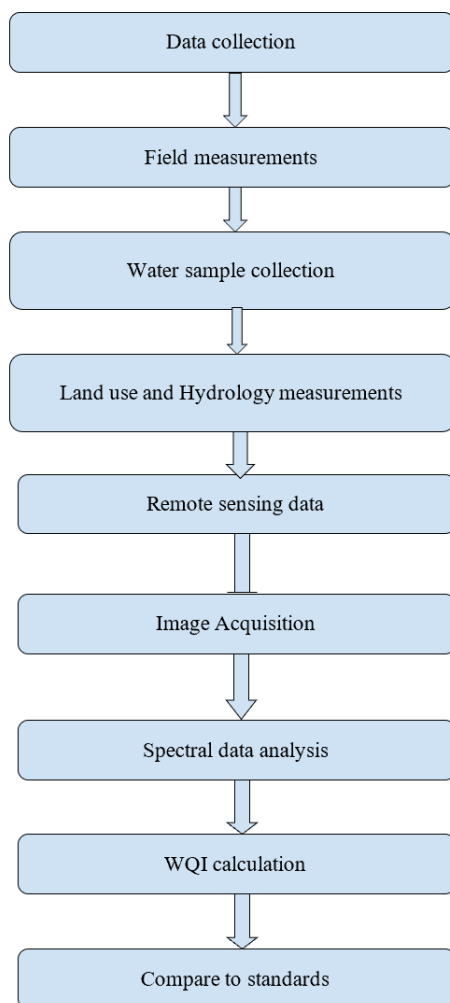 Data collection
Field measurements
Water sample collection
Land use and Hydrology measurements
Remote sensing data
Image Acquisition
Spectral data analysis
WQI calculation
Compare to standards